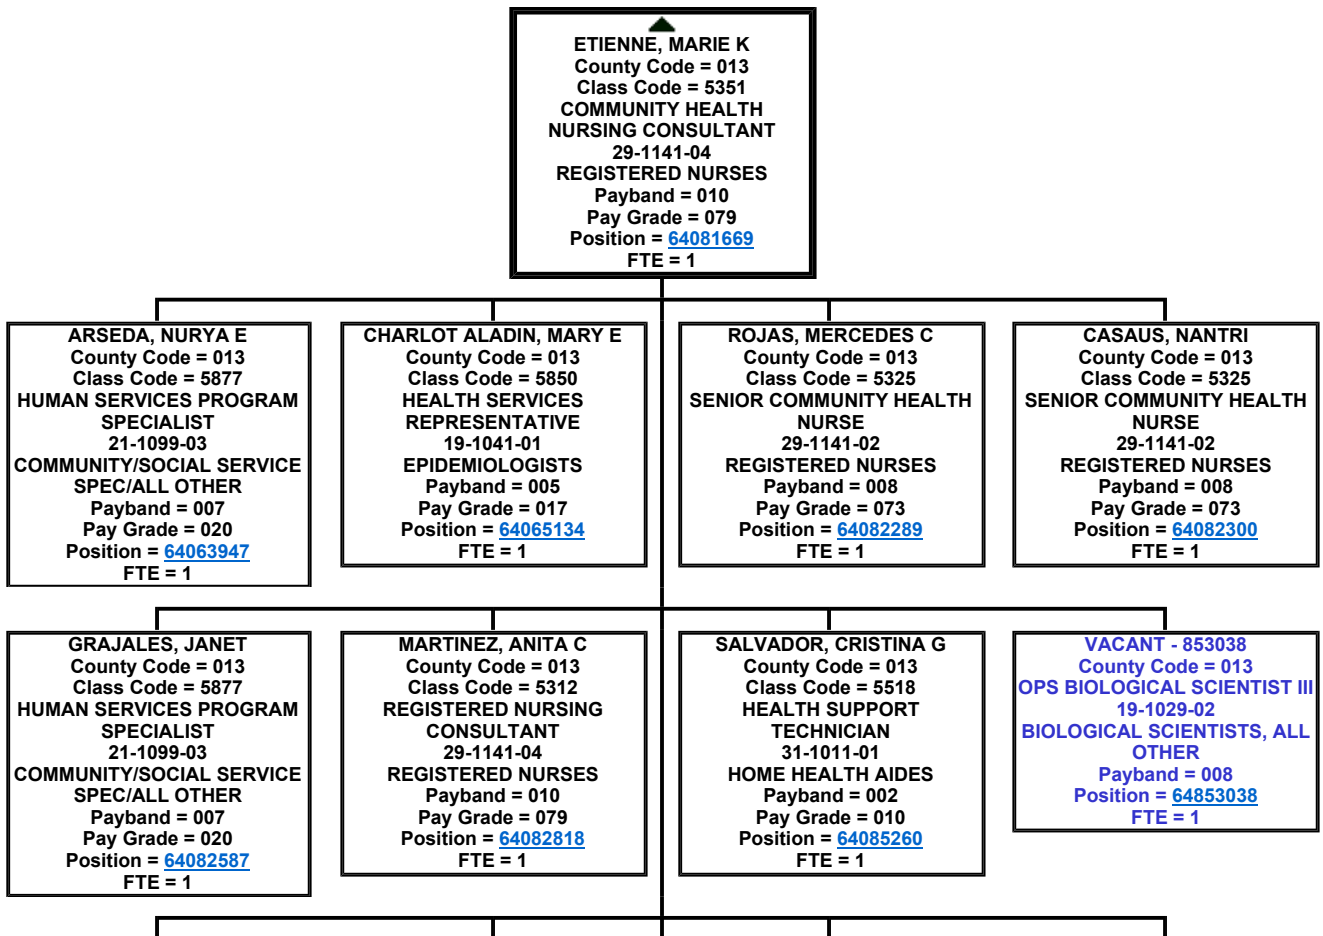 ETIENNE, MARIE K
County Code = 013
Class Code = 5351
COMMUNITY HEALTH
NURSING CONSULTANT
29-1141-04
REGISTERED NURSES
Payband = 010
Pay Grade = 079
Position = 64081669
FTE = 1
ARSEDA, NURYA E
County Code = 013
Class Code = 5877
HUMAN SERVICES PROGRAM
SPECIALIST
21-1099-03
COMMUNITY/SOCIAL SERVICE
SPEC/ALL OTHER
Payband = 007
Pay Grade = 020
Position = 64063947
FTE = 1
CHARLOT ALADIN, MARY E
County Code = 013
Class Code = 5850
HEALTH SERVICES
REPRESENTATIVE
19-1041-01
EPIDEMIOLOGISTS
Payband = 005
Pay Grade = 017
Position = 64065134
FTE = 1
ROJAS, MERCEDES C
County Code = 013
Class Code = 5325
SENIOR COMMUNITY HEALTH
NURSE
29-1141-02
REGISTERED NURSES
Payband = 008
Pay Grade = 073
Position = 64082289
FTE = 1
CASAUS, NANTRI
County Code = 013
Class Code = 5325
SENIOR COMMUNITY HEALTH
NURSE
29-1141-02
REGISTERED NURSES
Payband = 008
Pay Grade = 073
Position = 64082300
FTE = 1
GRAJALES, JANET
County Code = 013
Class Code = 5877
HUMAN SERVICES PROGRAM
SPECIALIST
21-1099-03
COMMUNITY/SOCIAL SERVICE
SPEC/ALL OTHER
Payband = 007
Pay Grade = 020
Position = 64082587
FTE = 1
MARTINEZ, ANITA C
County Code = 013
Class Code = 5312
REGISTERED NURSING
CONSULTANT
29-1141-04
REGISTERED NURSES
Payband = 010
Pay Grade = 079
Position = 64082818
FTE = 1
SALVADOR, CRISTINA G
County Code = 013
Class Code = 5518
HEALTH SUPPORT
TECHNICIAN
31-1011-01
HOME HEALTH AIDES
Payband = 002
Pay Grade = 010
Position = 64085260
FTE = 1
VACANT - 853038
County Code = 013
OPS BIOLOGICAL SCIENTIST III
19-1029-02
BIOLOGICAL SCIENTISTS, ALL
OTHER
Payband = 008
Position = 64853038
FTE = 1